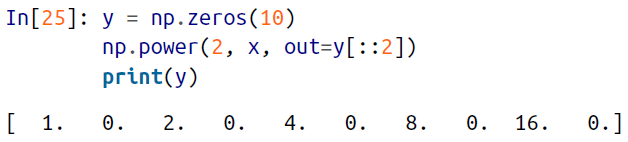 In[25]: y = np.zeros(10)
np.power(2, x, out=y[::2])
print(y)
[ 1. 0. 2. 0. 4. 0. 8. 0. 16. 0.]